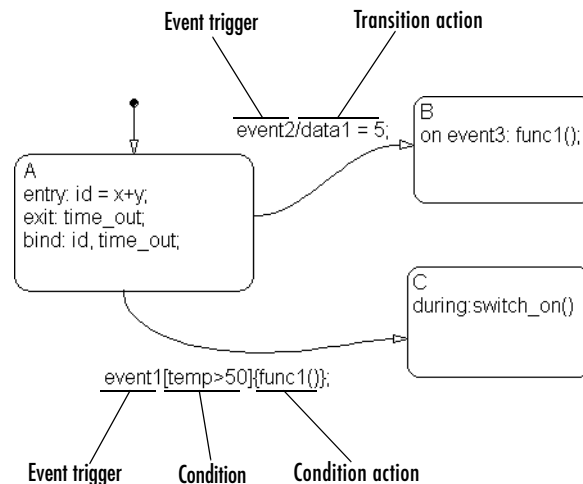 Event trigger
Transition action
event2/data1 = 5;
B
on event3: func1();
A
entry: id = x+y;
exit: time_out;
bind: id, time_out;
C
during:switch_on()
event1[temp>50]{func1()};
Event trigger
Condition
Condition action